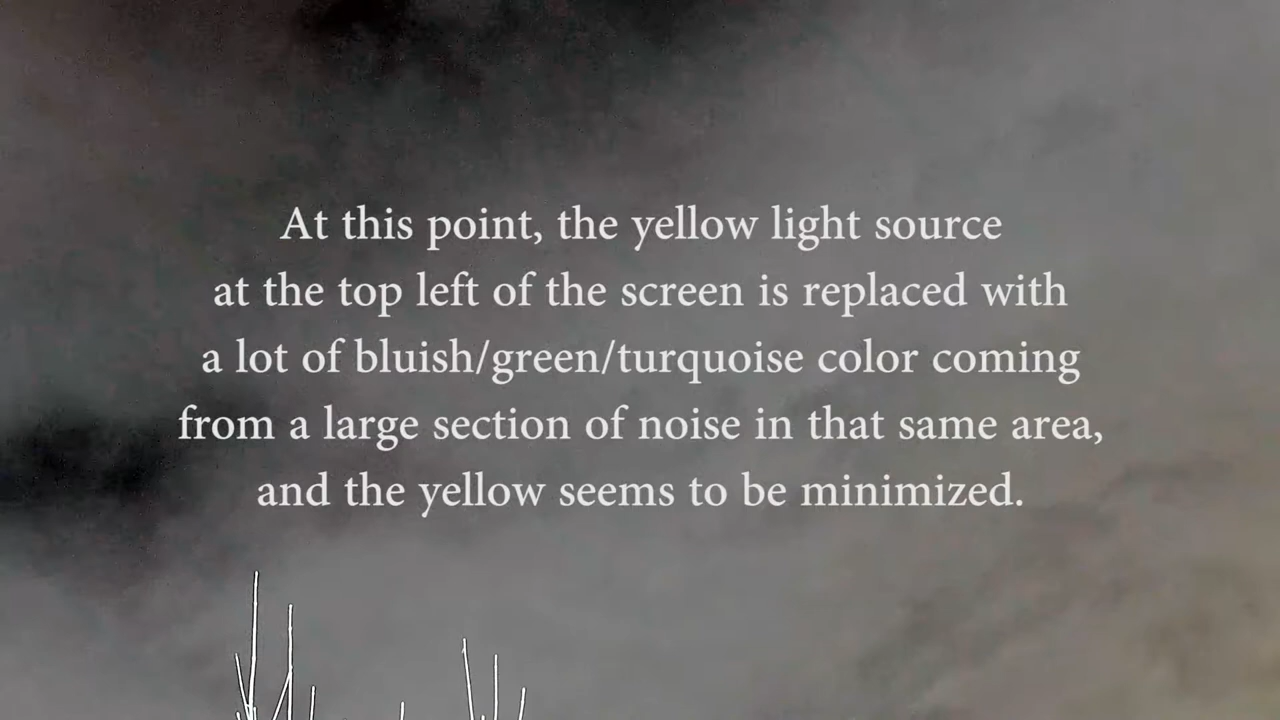 At this point, the yellow light source
at the top left of the screen is replaced with
a lot of bluish/green/turquoise color coming
from a large section of noise in that same area,
and the yellow seems to be minimized.